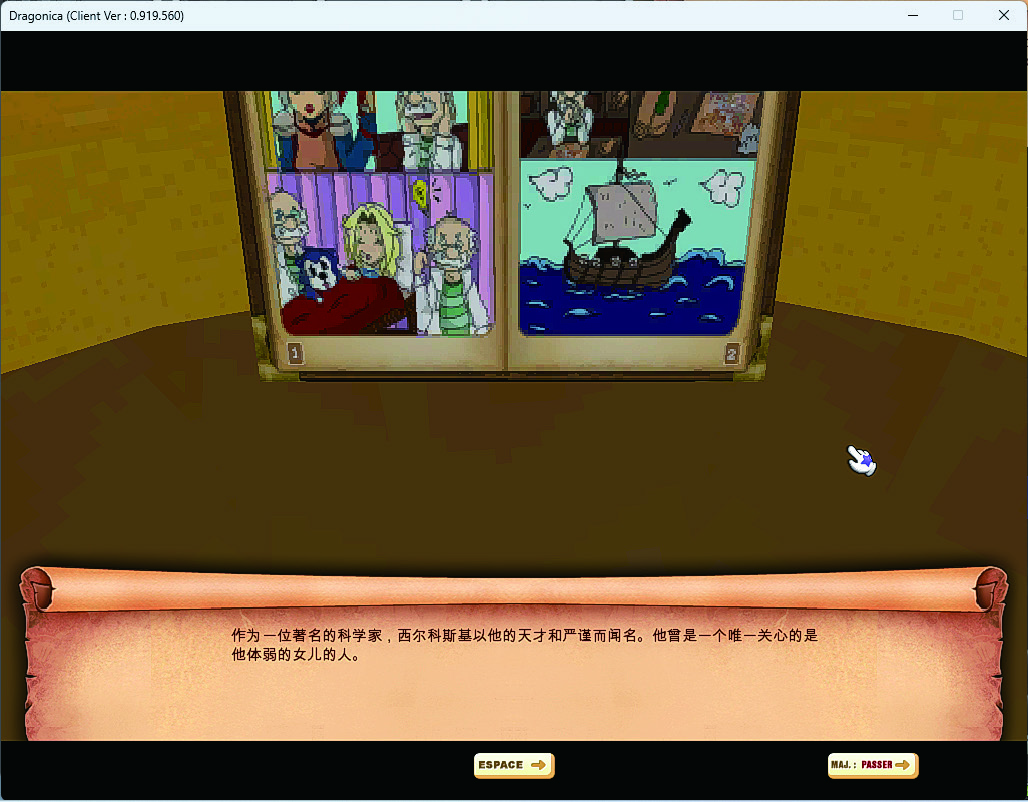 Dragonica (Client Ver : 0.919.560)
1
2
作为一位著名的科学家，西尔科斯基以他的天才和严谨而闻名。他曾是一个唯一关心的是
他体弱的女儿的人。
ESPACE
MAJ. : PASSER